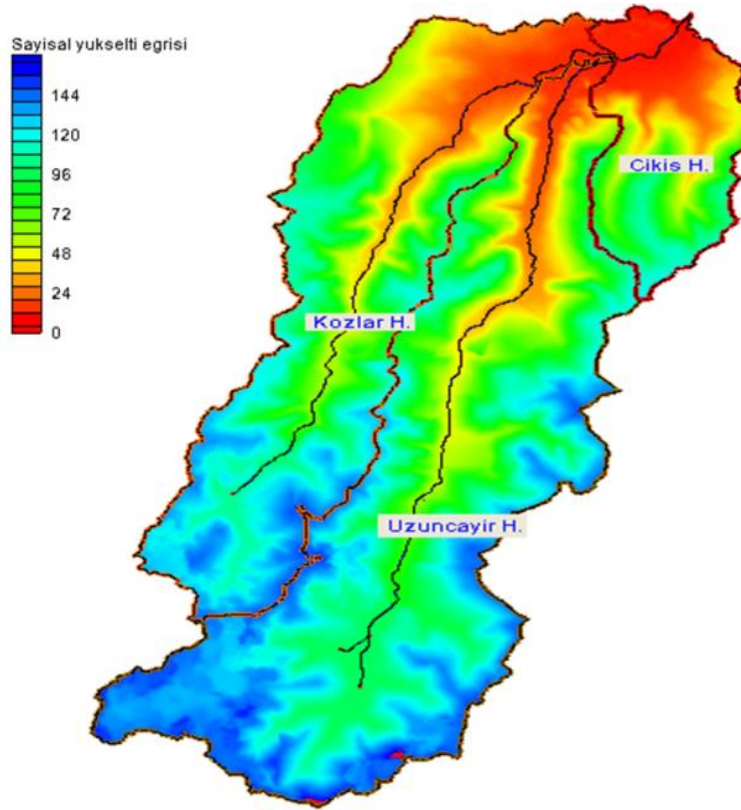 Sayisal yukselti egrisi
144
120
96
72
48
24
0
Cikis H.
Kozlar H.
Uzuncayir H.